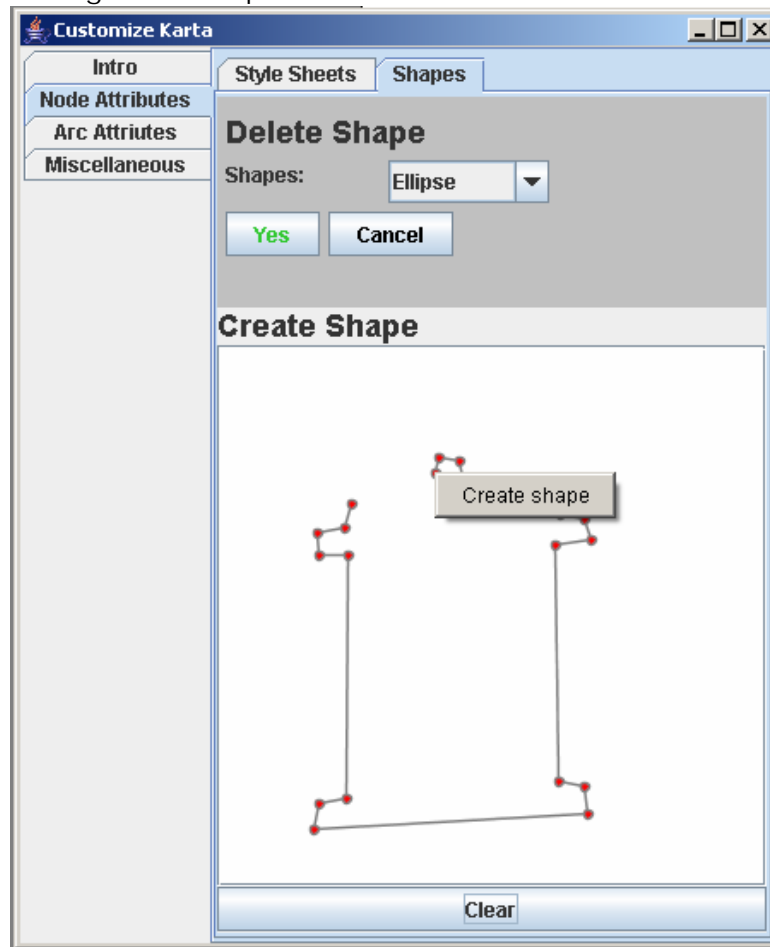 Customize Karta
Intro
Node Attributes
Arc Attriutes
Miscellaneous
Style Sheets Shapes
Delete Shape
Shapes: Ellipse
Yes Cancel
Create Shape
Create shape
Clear